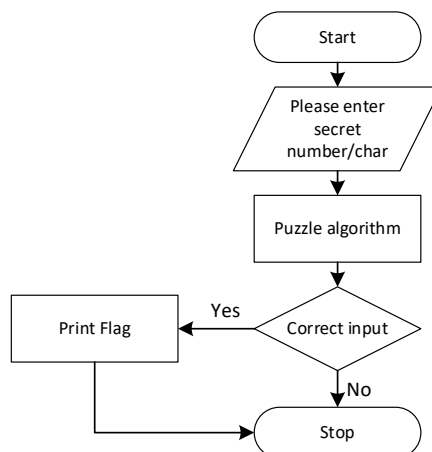 Start
Please enter
secret
number/char
Puzzle algorithm
Correct input
Yes
Print Flag
No
Stop